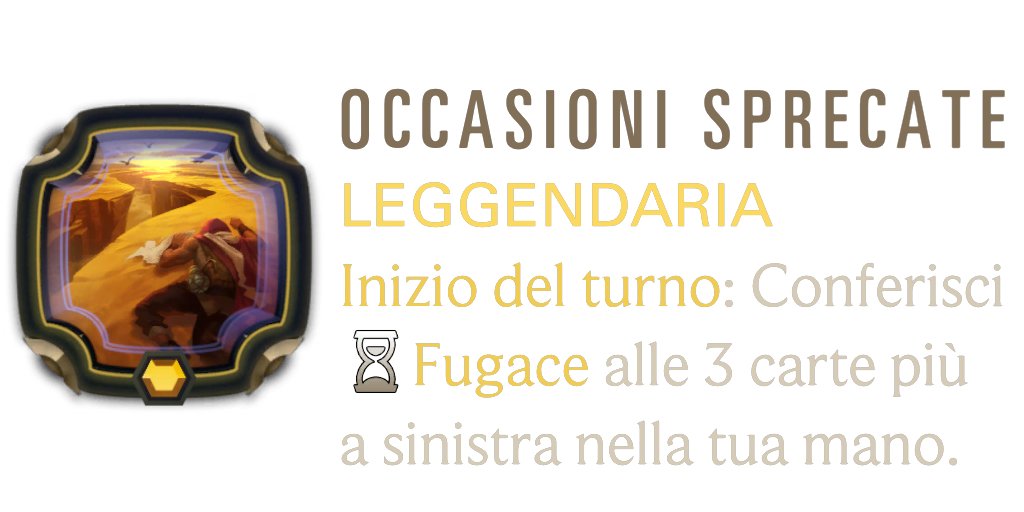 OCCASIONI SPRECATE
LEGGENDARIA
Inizio del turno: Conferisci
Fugace alle 3 carte più
a sinistra nella tua mano.